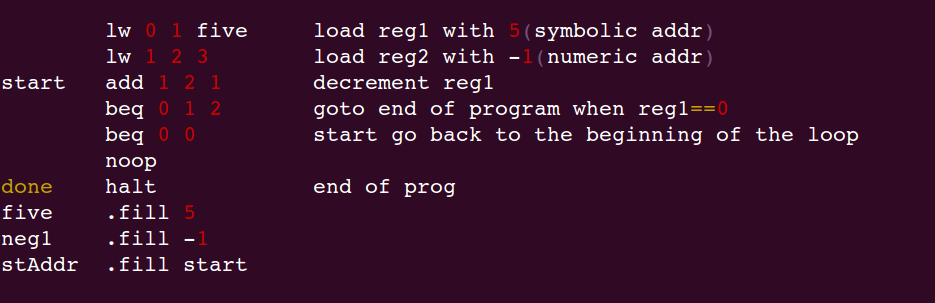 lw 0 1 five load reg1 with 5(symbolic addr)
lw 1 2 3 load reg2 with -1(numeric addr)
start add 1 2 1 decrement reg1
beq 0 1 2 goto end of program when reg1==0
beq 0 0 start go back to the beginning of the loop
noop
done halt end of prog
five .fill 5
neg1 .fill -1
stAddr .fill start